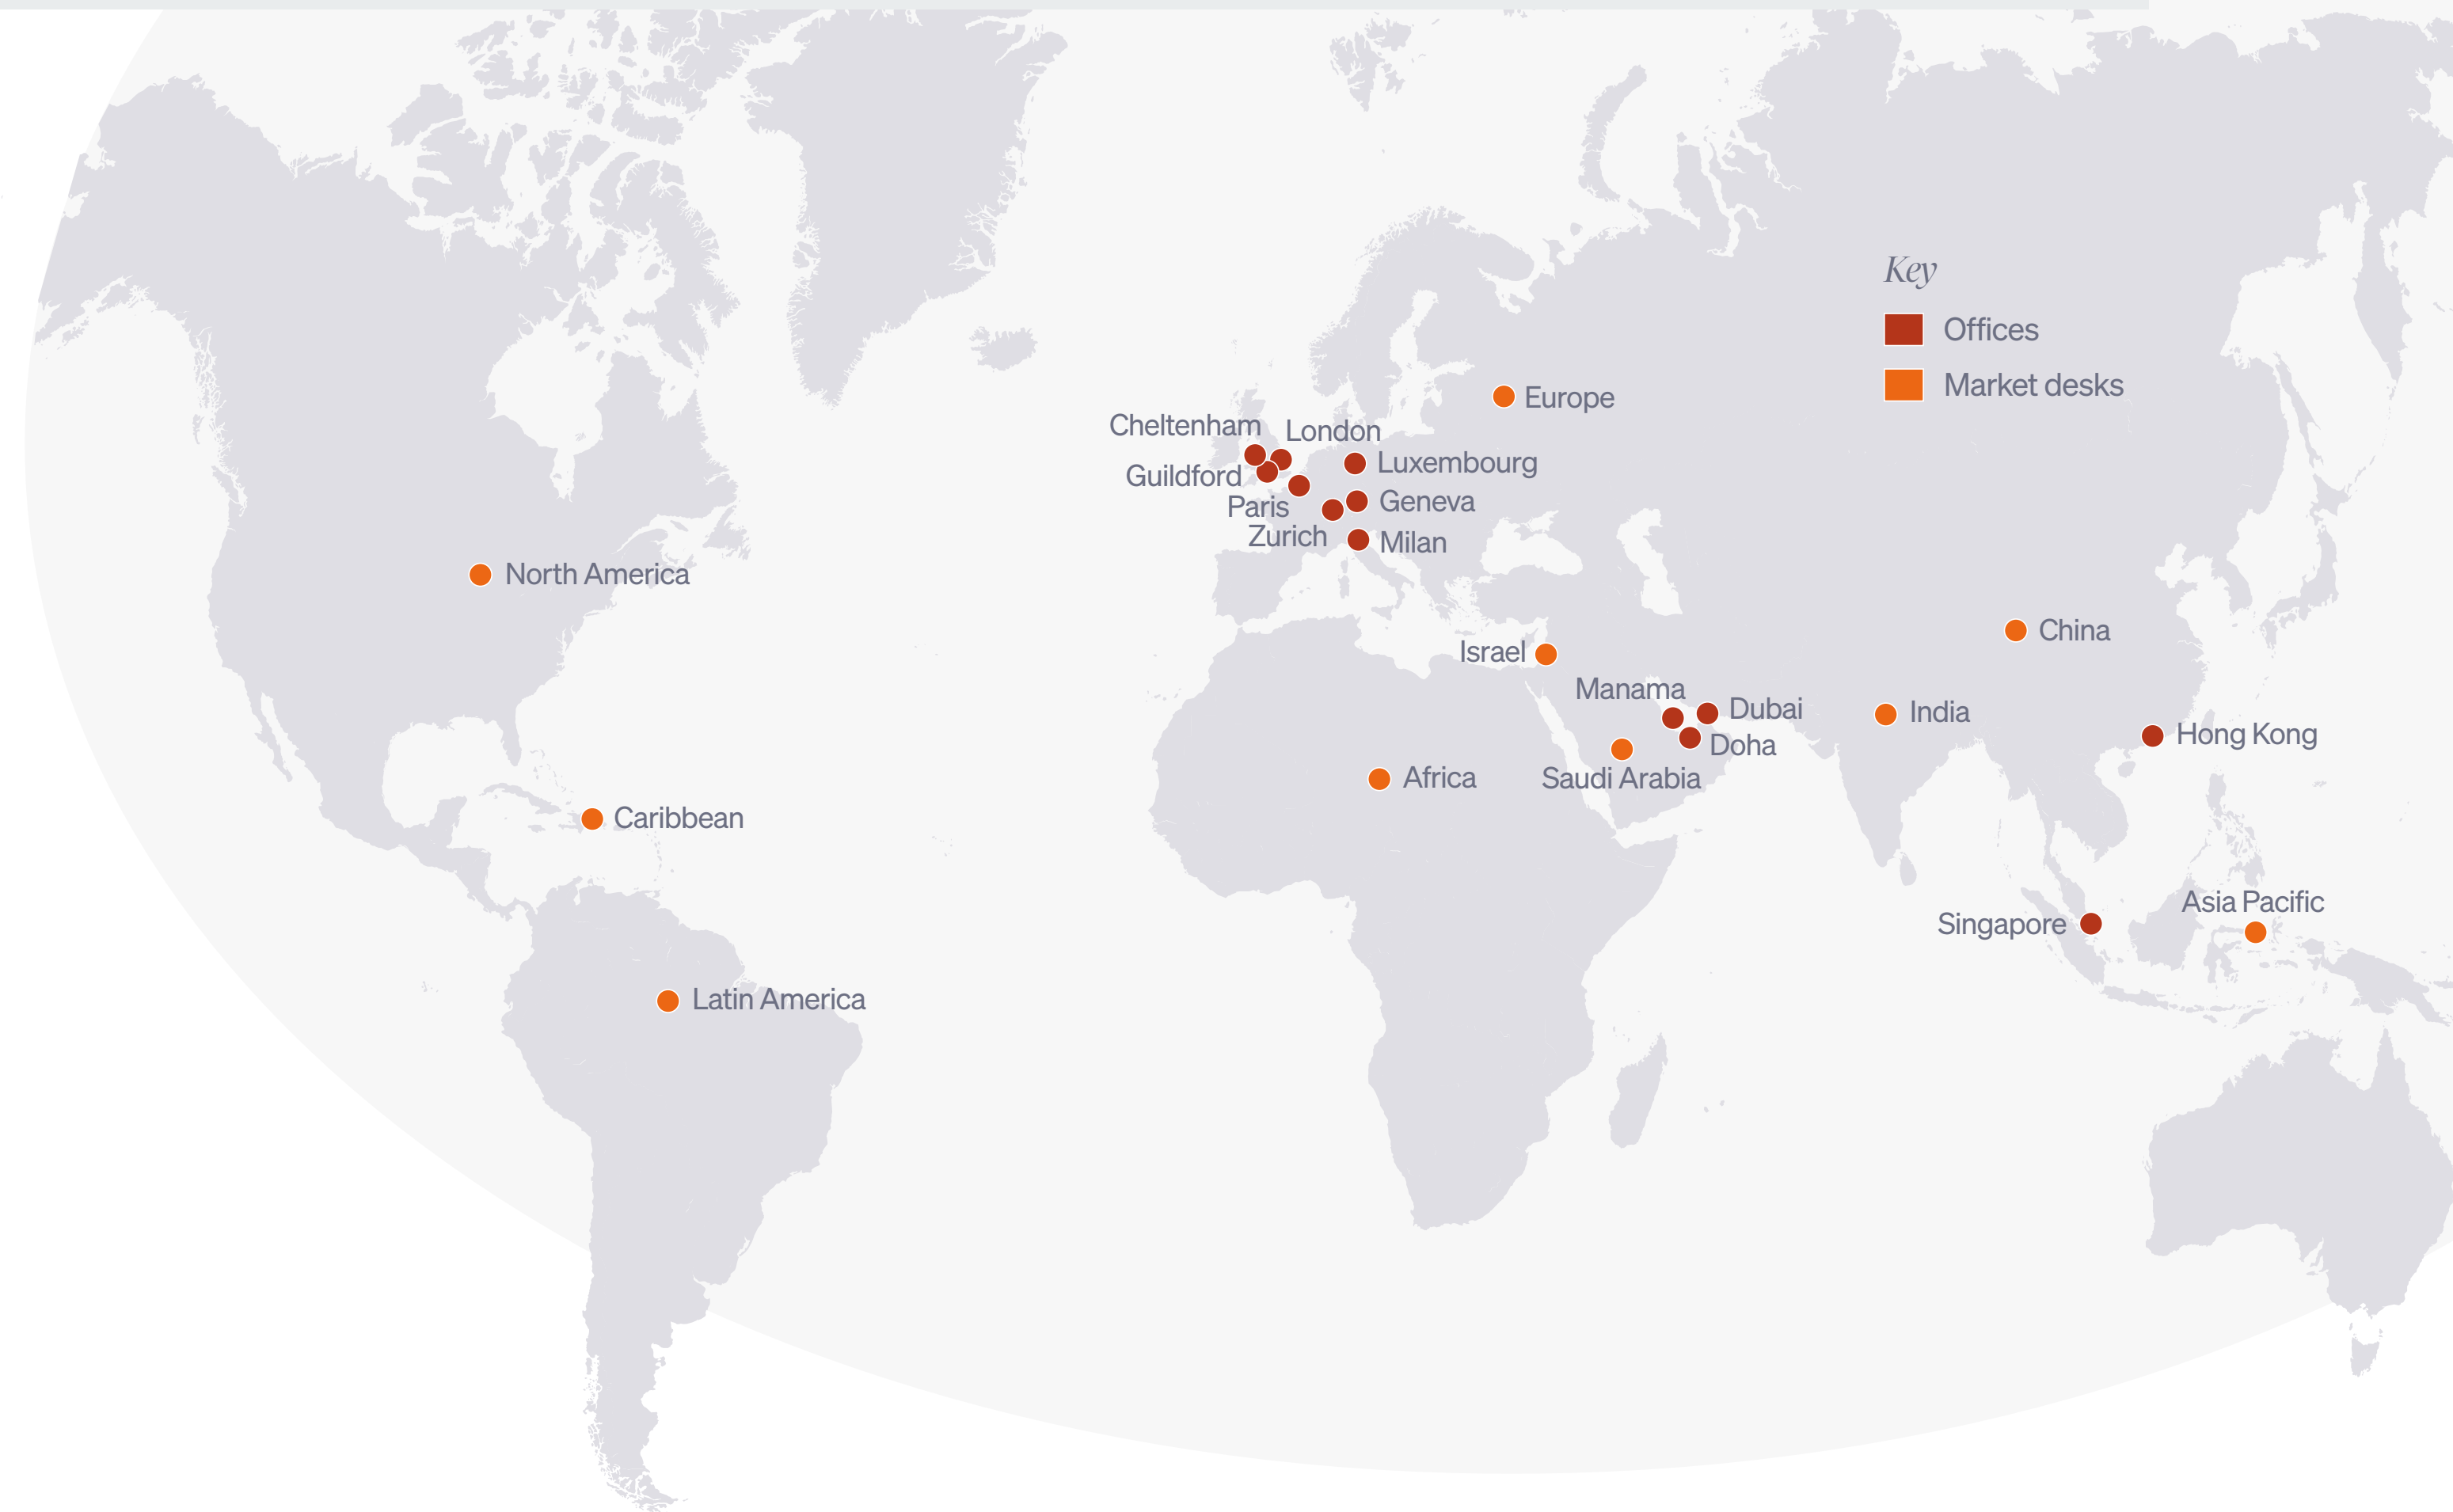 Key
Offices
Market desks
Europe
Cheltenham
London
Guildford
Luxembourg
Paris
Geneva
Zurich
Milan
North America
China
Israel
Manama
Dubai
India
Hong Kong
Doha
Africa
Saudi Arabia
Caribbean
Asia Pacific
Singapore
Latin America